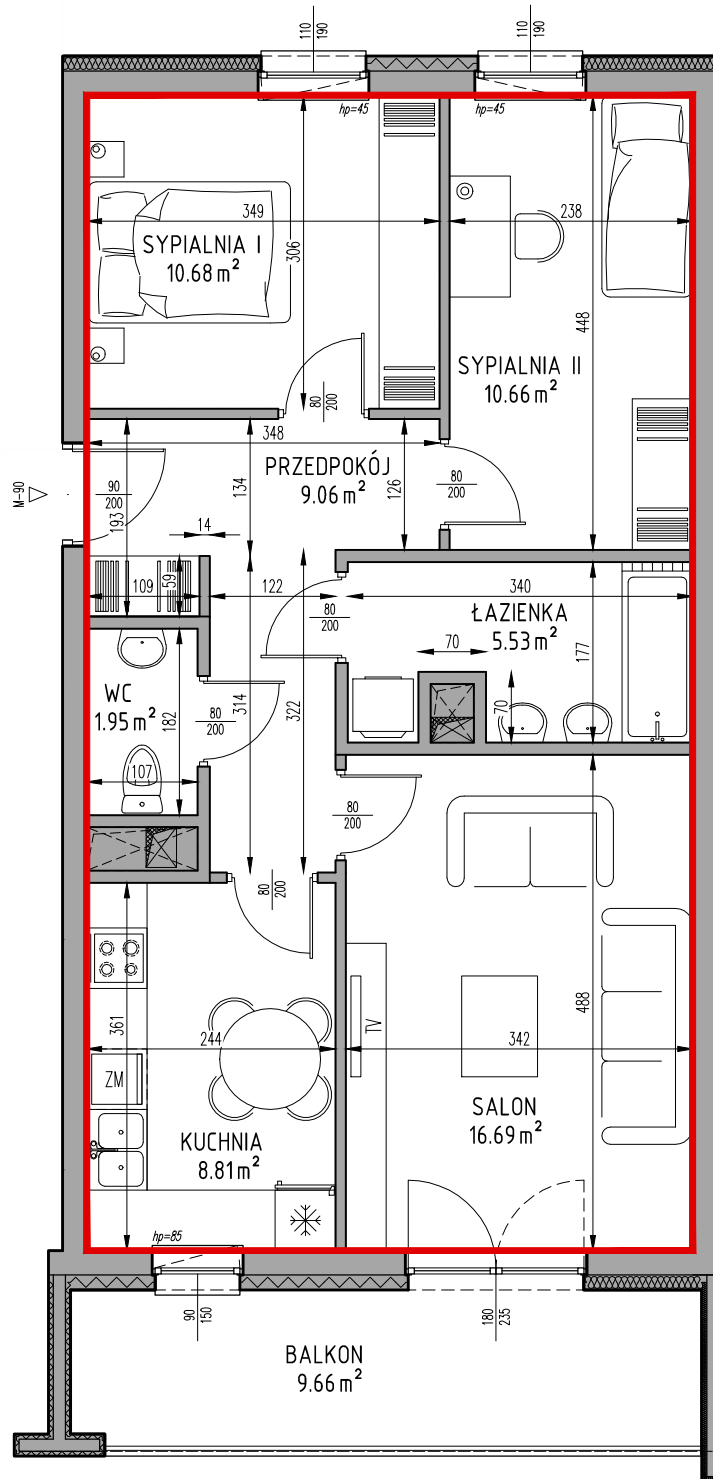 110
190
110
190
hp=45
hp=45
349
238
306
SYPIALNIA I
10.68 m²
448
SYPIALNIA II
10.66 m²
80
200
348
PRZEDPOKÓJ
9.06 m²
134
126
80
200
M-90
90
200
193
14
109
59
122
80
200
340
ŁAZIENKA
5.53 m²
70
177
70
WC
1.95 m²
182
80
200
314
322
107
80
200
80
200
361
244
488
342
TV
ZM
KUCHNIA
8.81 m²
SALON
16.69 m²
hp=85
90
150
180
235
BALKON
9.66 m²